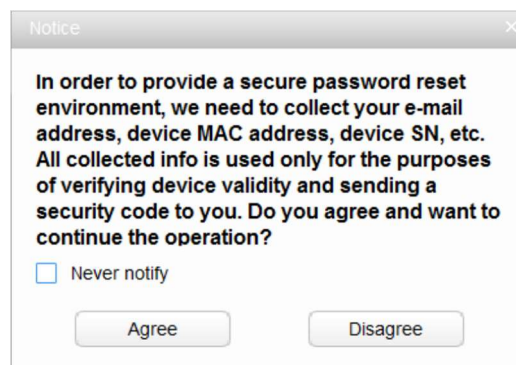 Notice
In order to provide a secure password reset
environment, we need to collect your e-mail
address, device MAC address, device SN, etc.
All collected info is used only for the purposes
of verifying device validity and sending a
security code to you. Do you agree and want to
continue the operation?
Never notify
Agree
Disagree